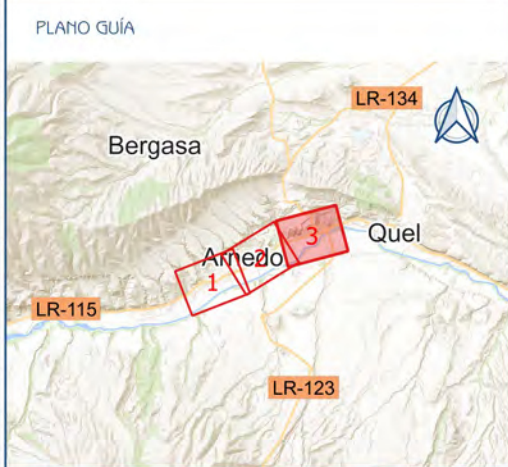 PLANO GUÍA
LR-134
Bergasa
3
Quel
Arnedo
2
1
LR-115
LR-123